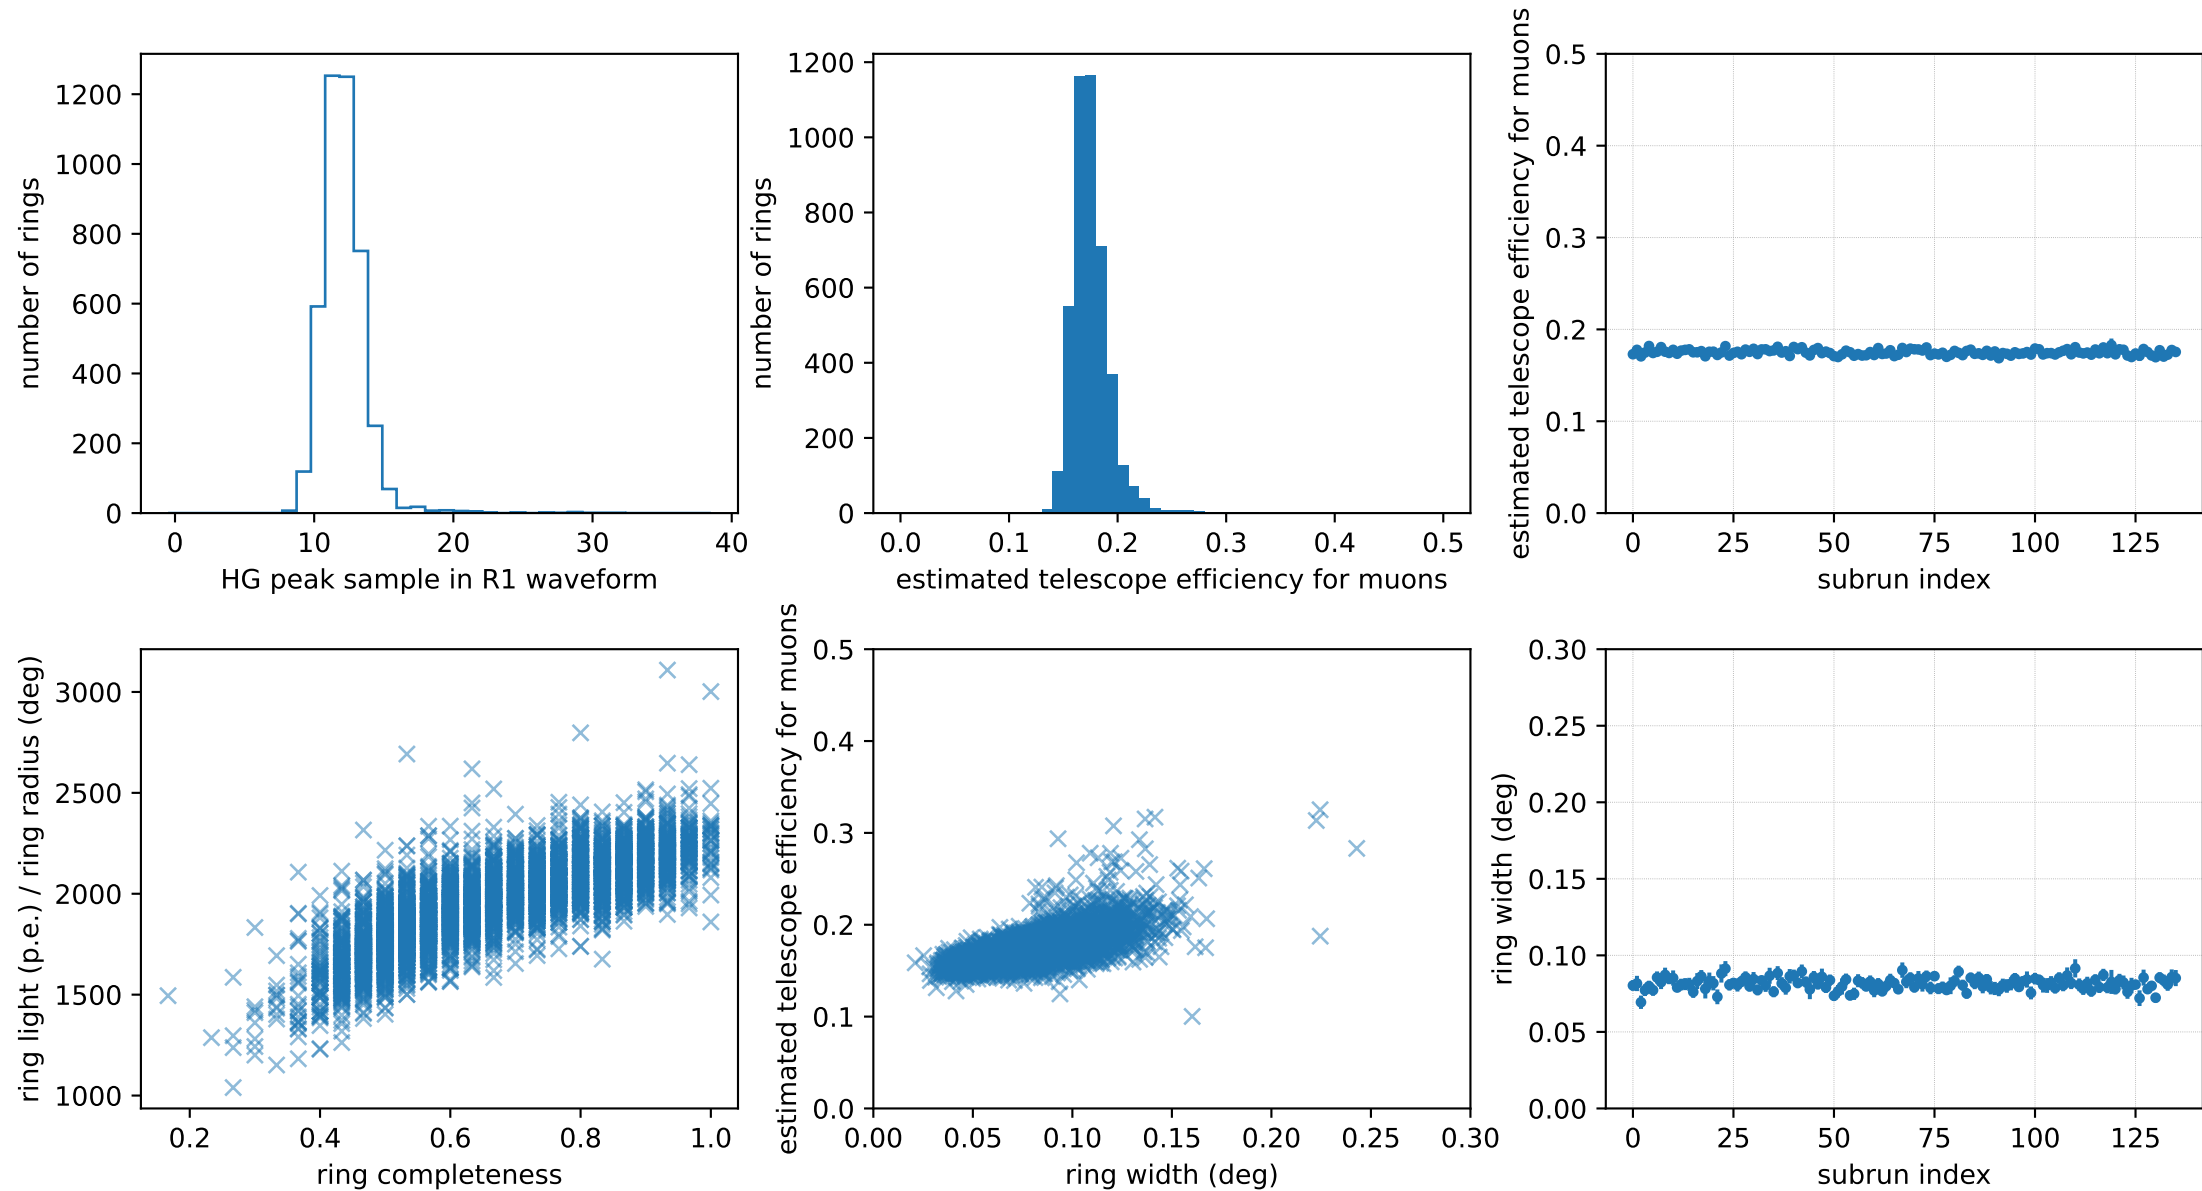 number of rings
1200
1000
800
600
400
200
0
0 10 20 30 40
HG peak sample in R1 waveform
number of rings
1200
1000
800
600
400
200
0
0.0 0.1 0.2 0.3 0.4 0.5
estimated telescope efficiency for muons
estimated telescope efficiency for muons
0.5
0.4
0.3
0.2
0.1
0.0
0 25 50 75 100 125
subrun index
ring light (p.e.) / ring radius (deg)
3000
2500
2000
1500
1000
0.2 0.4 0.6 0.8 1.0
ring completeness
estimated telescope efficiency for muons
0.5
0.4
0.3
0.2
0.1
0.0
0.00 0.05 0.10 0.15 0.20 0.25 0.30
ring width (deg)
ring width (deg)
0.30
0.25
0.20
0.15
0.10
0.05
0.00
0 25 50 75 100 125
subrun index